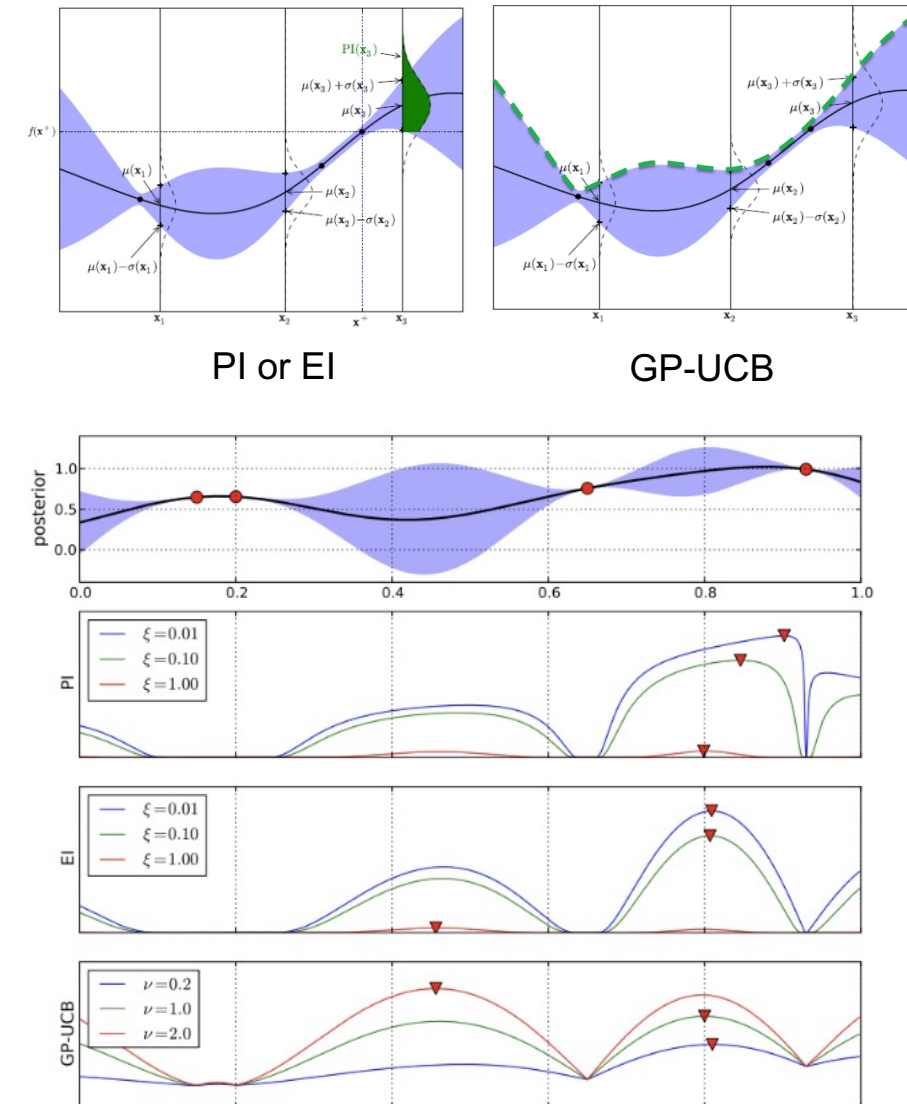 PI(x₃)
μ(x₃)+σ(x₃)
μ(x₃)
f(x⁺)
μ(x₁)
μ(x₂)
μ(x₂)−σ(x₂)
μ(x₁)−σ(x₁)
x₁ x₂ x⁺ x₃
μ(x₃)+σ(x₃)
μ(x₃)
μ(x₁)
μ(x₂)
μ(x₂)−σ(x₂)
μ(x₁)−σ(x₁)
x₁ x₂ x₃
PI or EI
GP-UCB
posterior
1.0
0.5
0.0
0.0 0.2 0.4 0.6 0.8 1.0
PI
ξ=0.01
ξ=0.10
ξ=1.00
EI
ξ=0.01
ξ=0.10
ξ=1.00
GP-UCB
ν=0.2
ν=1.0
ν=2.0